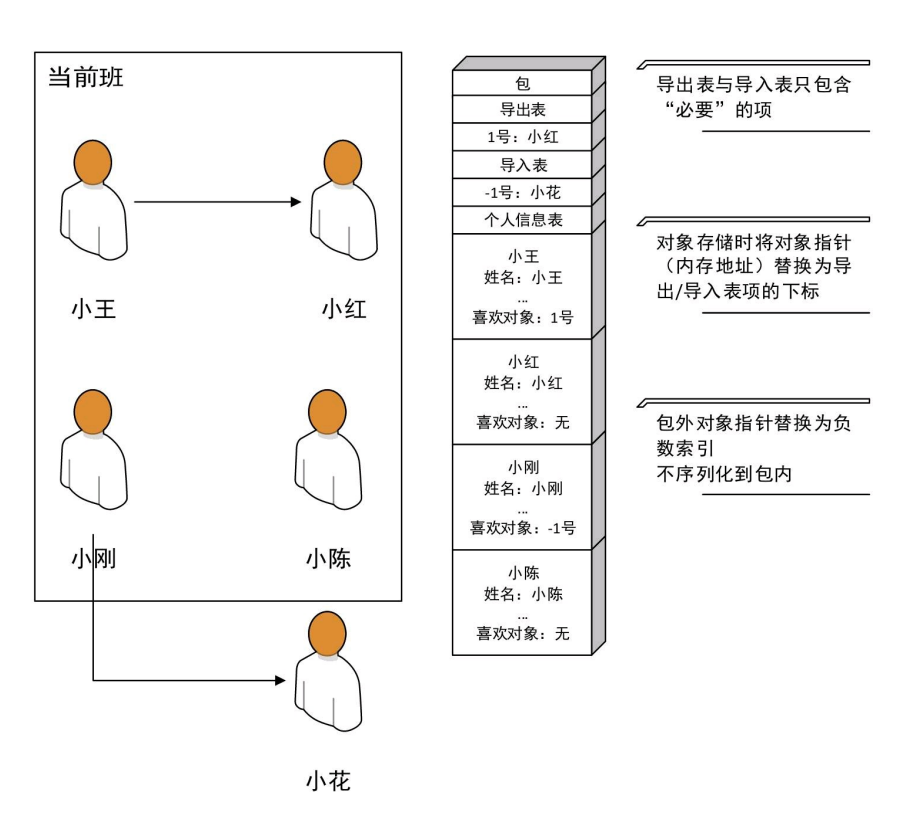 当前班
小王
小红
小刚
小陈
小花
包
导出表
1号：小红
导入表
-1号：小花
个人信息表
小王
姓名：小王
...
喜欢对象：1号
小红
姓名：小红
...
喜欢对象：无
小刚
姓名：小刚
...
喜欢对象：-1号
小陈
姓名：小陈
...
喜欢对象：无
导出表与导入表只包含
“必要”的项
对象存储时将对象指针
（内存地址）替换为导
出/导入表项的下标
包外对象指针替换为负
数索引
不序列化到包内